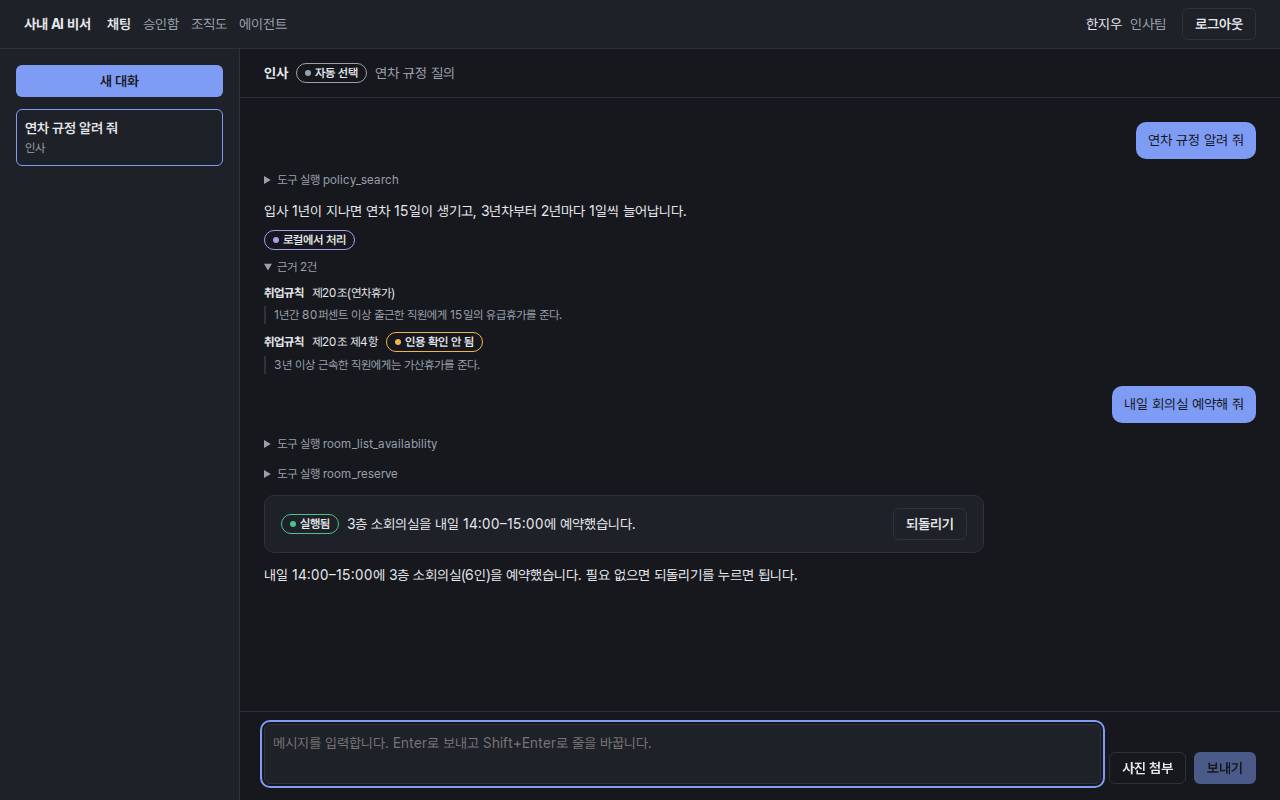 사내 AI 비서 채팅 승인함 조직도 에이전트 한지우 인사팀 로그아웃
새 대화
연차 규정 알려 줘
인사
인사 자동 선택 연차 규정 질의
연차 규정 알려 줘
도구 실행 policy_search
입사 1년이 지나면 연차 15일이 생기고, 3년차부터 2년마다 1일씩 늘어납니다.
로컬에서 처리
근거 2건
취업규칙 제20조(연차휴가)
1년간 80퍼센트 이상 출근한 직원에게 15일의 유급휴가를 준다.
취업규칙 제20조 제4항 인용 확인 안 됨
3년 이상 근속한 직원에게는 가산휴가를 준다.
내일 회의실 예약해 줘
도구 실행 room_list_availability
도구 실행 room_reserve
실행됨 3층 소회의실을 내일 14:00–15:00에 예약했습니다. 되돌리기
내일 14:00–15:00에 3층 소회의실(6인)을 예약했습니다. 필요 없으면 되돌리기를 누르면 됩니다.
메시지를 입력합니다. Enter로 보내고 Shift+Enter로 줄을 바꿉니다.
사진 첨부 보내기